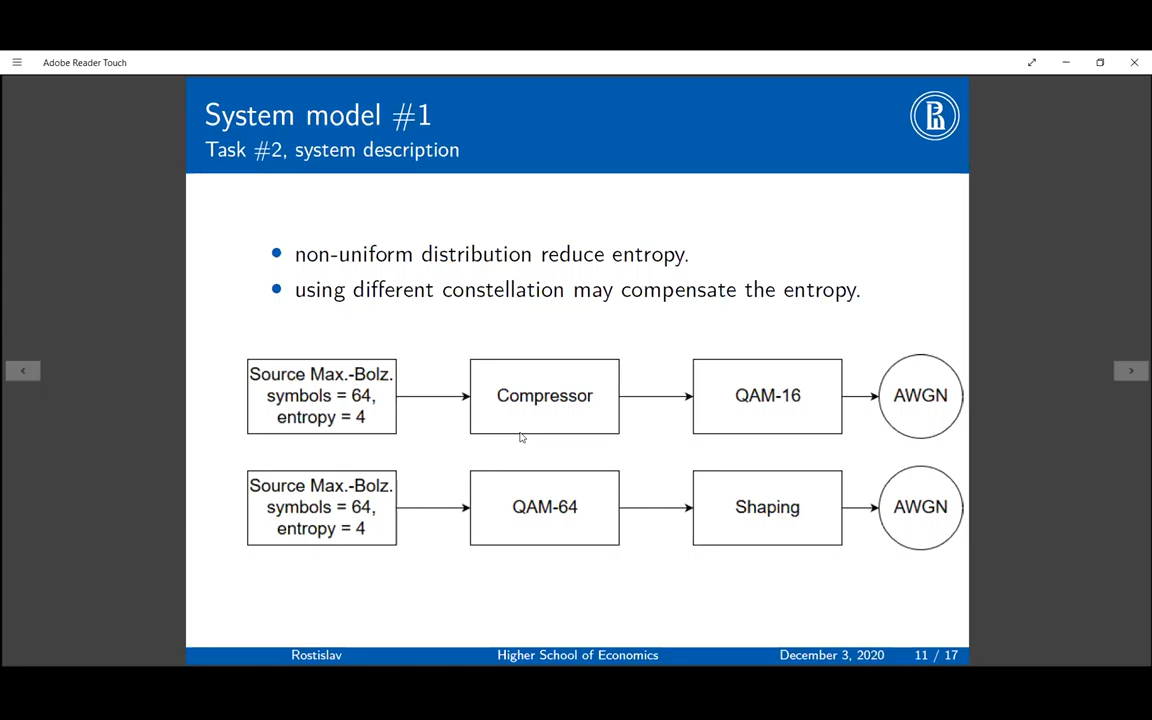 Adobe Reader Touch
System model #1
Task #2, system description
non-uniform distribution reduce entropy.
using different constellation may compensate the entropy.
Source Max.-Bolz.
symbols = 64,
entropy = 4
Compressor
QAM-16
AWGN
Source Max.-Bolz.
symbols = 64,
entropy = 4
QAM-64
Shaping
AWGN
Rostislav
Higher School of Economics
December 3, 2020
11 / 17